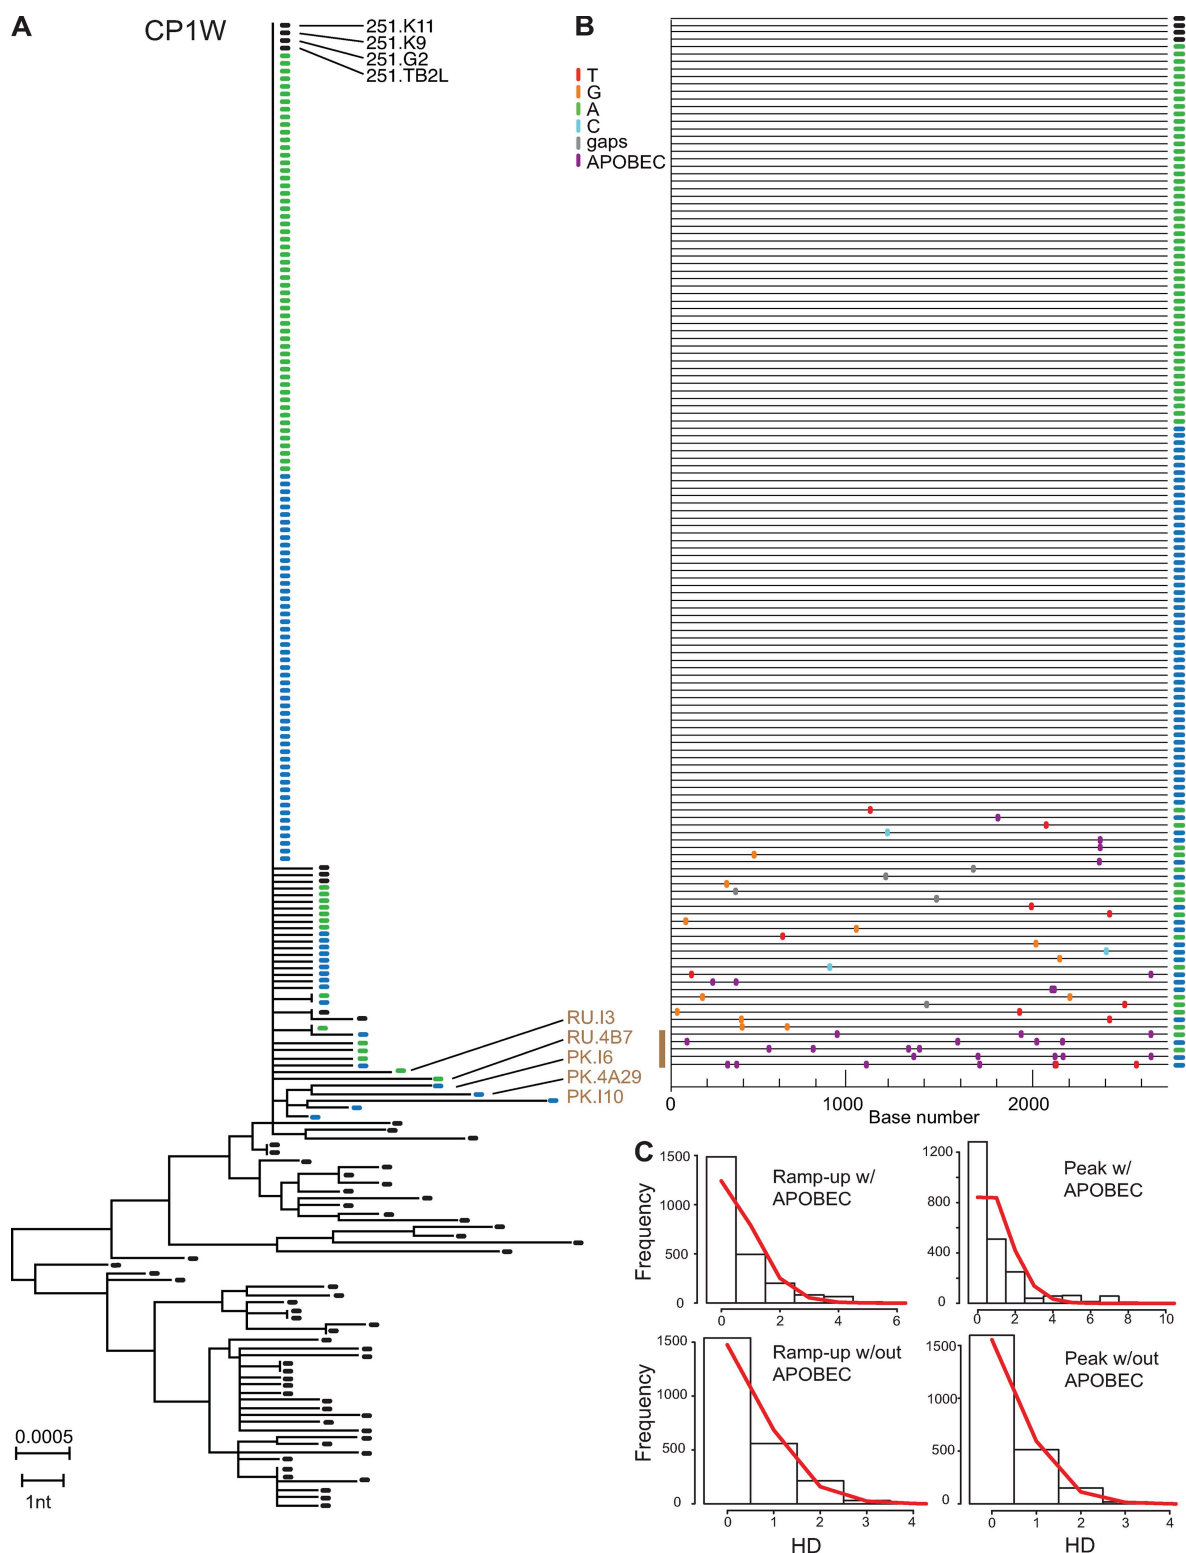 A
CP1W
251.K11
251.K9
251.G2
251.TB2L
RU.I3
RU.4B7
PK.I6
PK.4A29
PK.I10
0.0005
1nt
B
T
G
A
C
gaps
APOBEC
0 1000 2000
Base number
C
Frequency
1500
1000
500
0
Ramp-up w/
APOBEC
0 2 4 6
1200
800
400
0
Peak w/
APOBEC
0 2 4 6 8 10
Frequency
1500
1000
500
0
Ramp-up w/out
APOBEC
0 1 2 3 4
HD
1500
1000
500
0
Peak w/out
APOBEC
0 1 2 3 4
HD